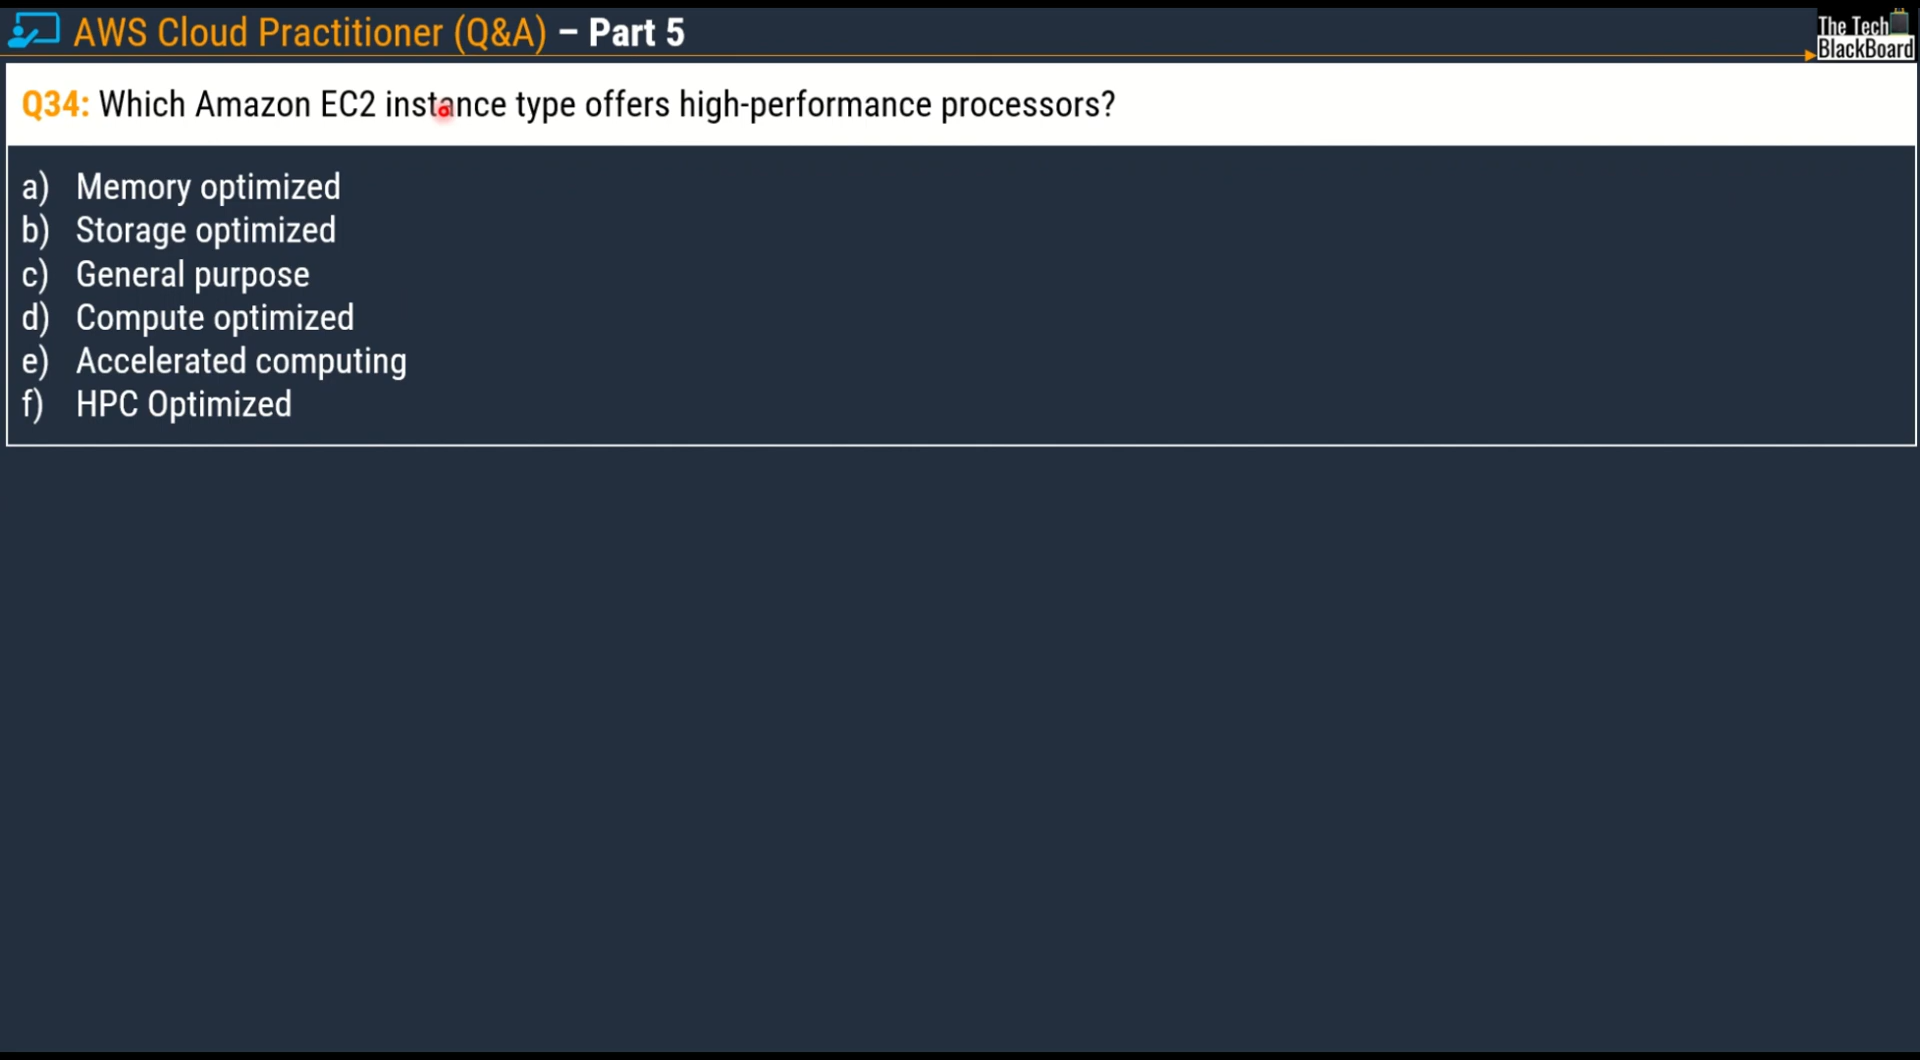 AWS Cloud Practitioner (Q&A) – Part 5
The Tech
BlackBoard
Q34: Which Amazon EC2 instance type offers high-performance processors?
a) Memory optimized
b) Storage optimized
c) General purpose
d) Compute optimized
e) Accelerated computing
f) HPC Optimized